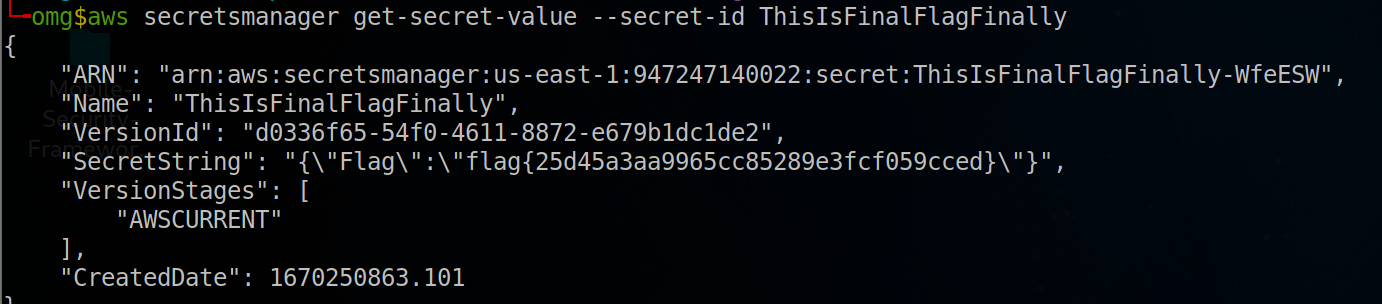 omg$aws secretsmanager get-secret-value --secret-id ThisIsFinalFlagFinally
{
    "ARN": "arn:aws:secretsmanager:us-east-1:947247140022:secret:ThisIsFinalFlagFinally-WfeESW",
    "Name": "ThisIsFinalFlagFinally",
    "VersionId": "d0336f65-54f0-4611-8872-e679b1dc1de2",
    "SecretString": "{\"Flag\":\"flag{25d45a3aa9965cc85289e3fcf059cced}\"}",
    "VersionStages": [
        "AWSCURRENT"
    ],
    "CreatedDate": 1670250863.101
}
Mobile-
Security-
Framewor